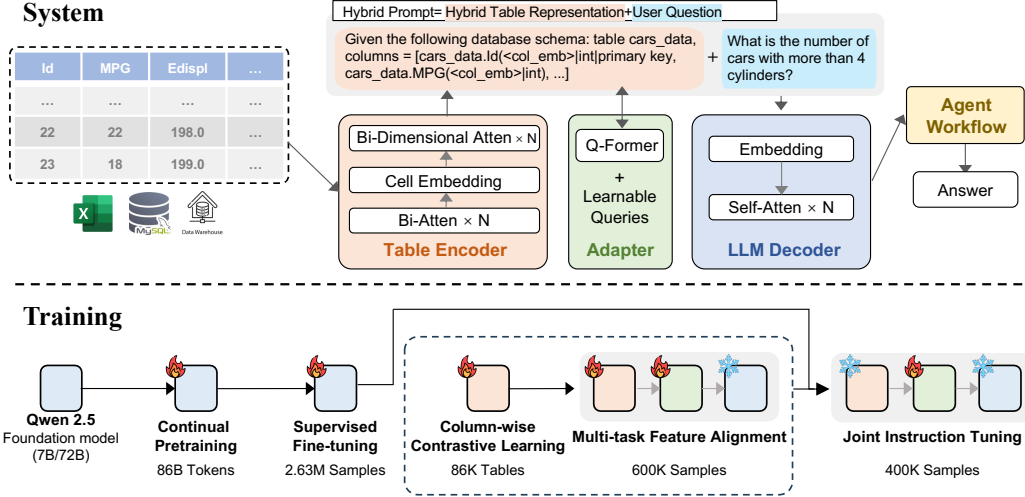 System
Hybrid Prompt= Hybrid Table Representation+User Question
Given the following database schema: table cars_data,
columns = [cars_data.Id(<col_emb>|int|primary key,
cars_data.MPG(<col_emb>|int), ...]
+
What is the number of
cars with more than 4
cylinders?
Id MPG Edispl ...
... ... ... ...
22 22 198.0 ...
23 18 199.0 ...
X
MySQL
Data Warehouse
Bi-Dimensional Atten × N
Cell Embedding
Bi-Atten × N
Table Encoder
Q-Former
+
Learnable
Queries
Adapter
Embedding
Self-Atten × N
LLM Decoder
Agent
Workflow
Answer
Training
Qwen 2.5
Foundation model
(7B/72B)
Continual
Pretraining
86B Tokens
Supervised
Fine-tuning
2.63M Samples
Column-wise
Contrastive Learning
86K Tables
Multi-task Feature Alignment
600K Samples
Joint Instruction Tuning
400K Samples